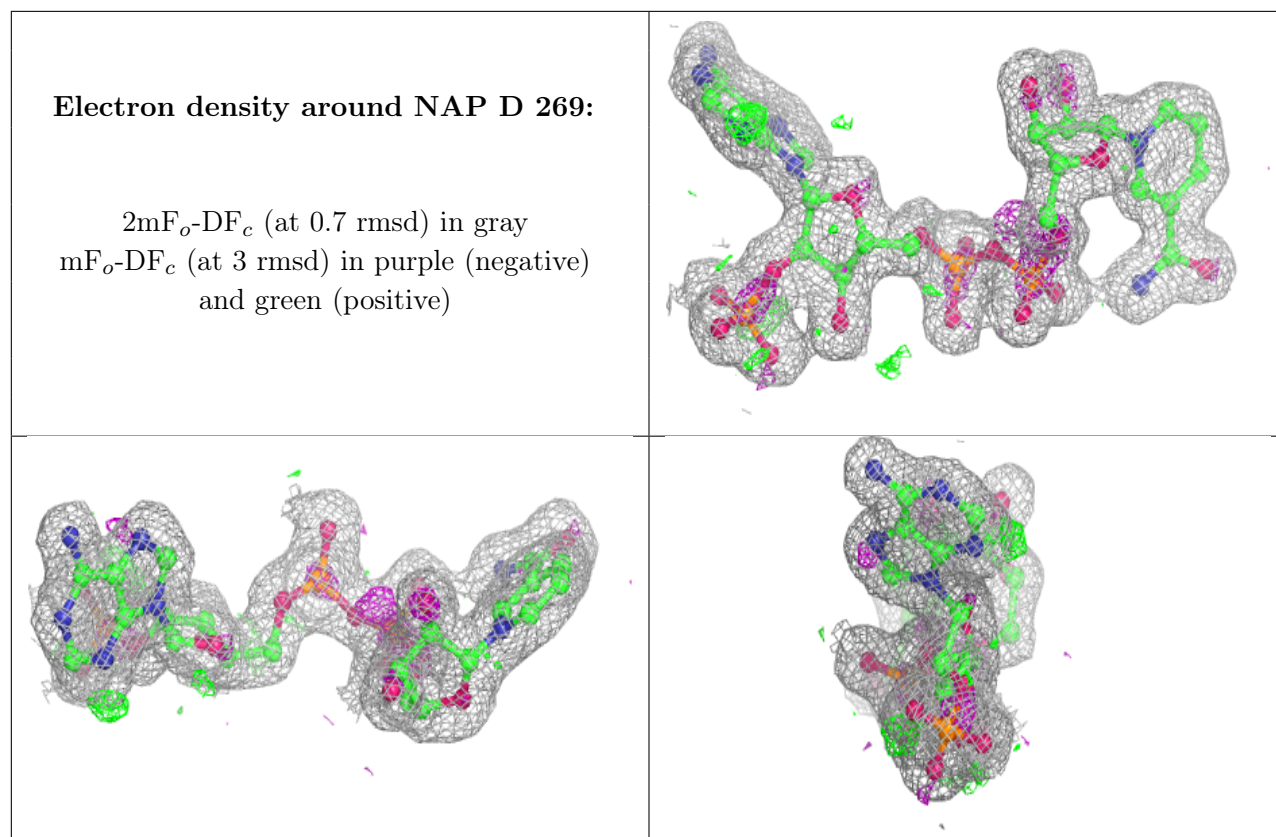 Electron density around NAP D 269:
2mFo-DFc (at 0.7 rmsd) in gray
mFo-DFc (at 3 rmsd) in purple (negative)
and green (positive)